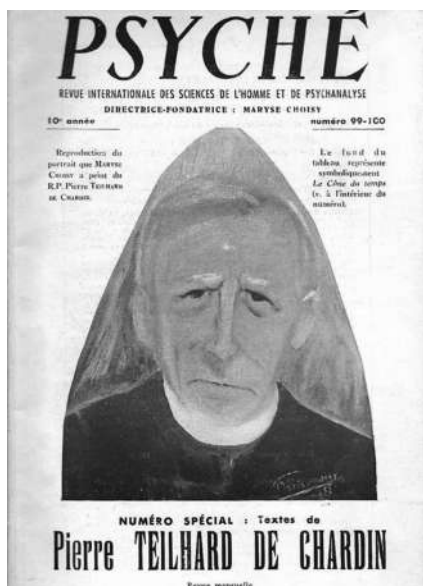 PSYCHÉ
REVUE INTERNATIONALE DES SCIENCES DE L'HOMME ET DE PSYCHANALYSE
DIRECTRICE-FONDATRICE : MARYSE CHOISY
10e année
numéro 99-100
Reproduction du
portrait que MARYSE
CHOISY a peint du
R.P. Pierre TEILHARD
DE CHARDIN.
Le fond du
tableau représente
symboliquement
Le Cône du temps
(v. à l'intérieur du
numéro).
NUMÉRO SPÉCIAL : Textes de
Pierre TEILHARD DE CHARDIN
Revue mensuelle